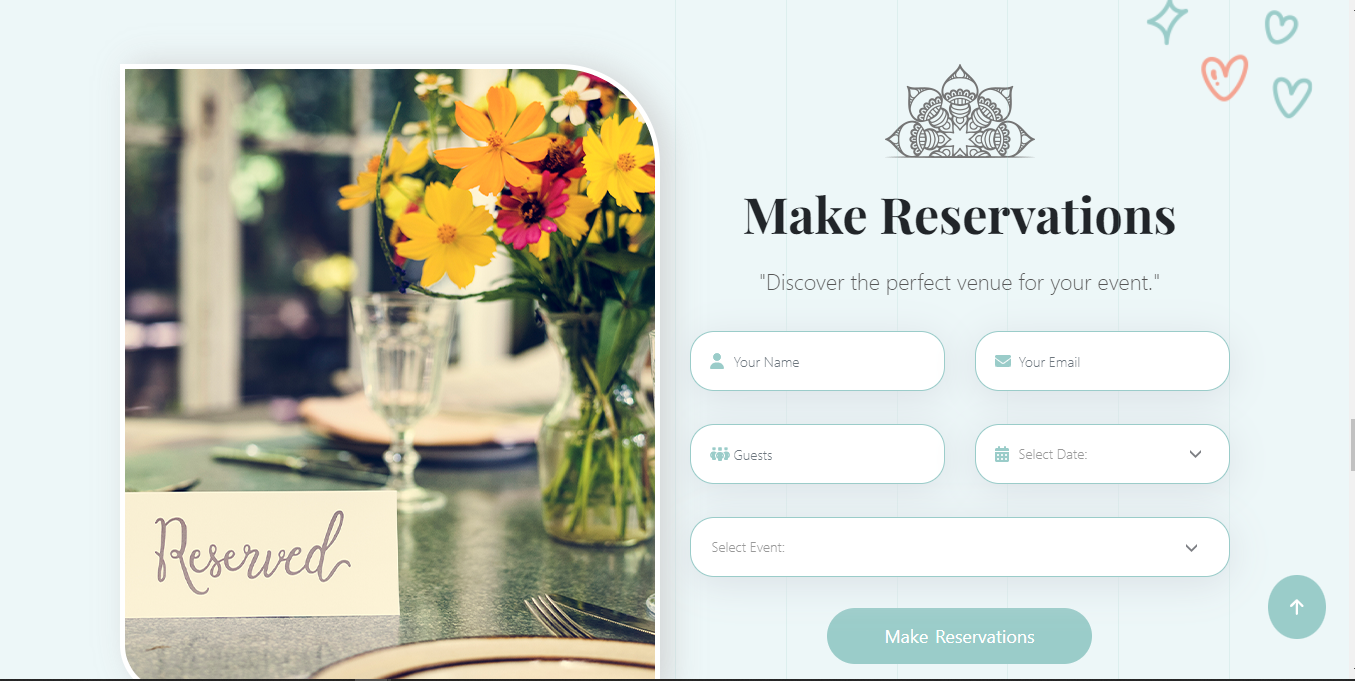 Make Reservations
"Discover the perfect venue for your event."
Your Name
Your Email
Guests
Select Date:
Select Event:
Make Reservations
Reserved